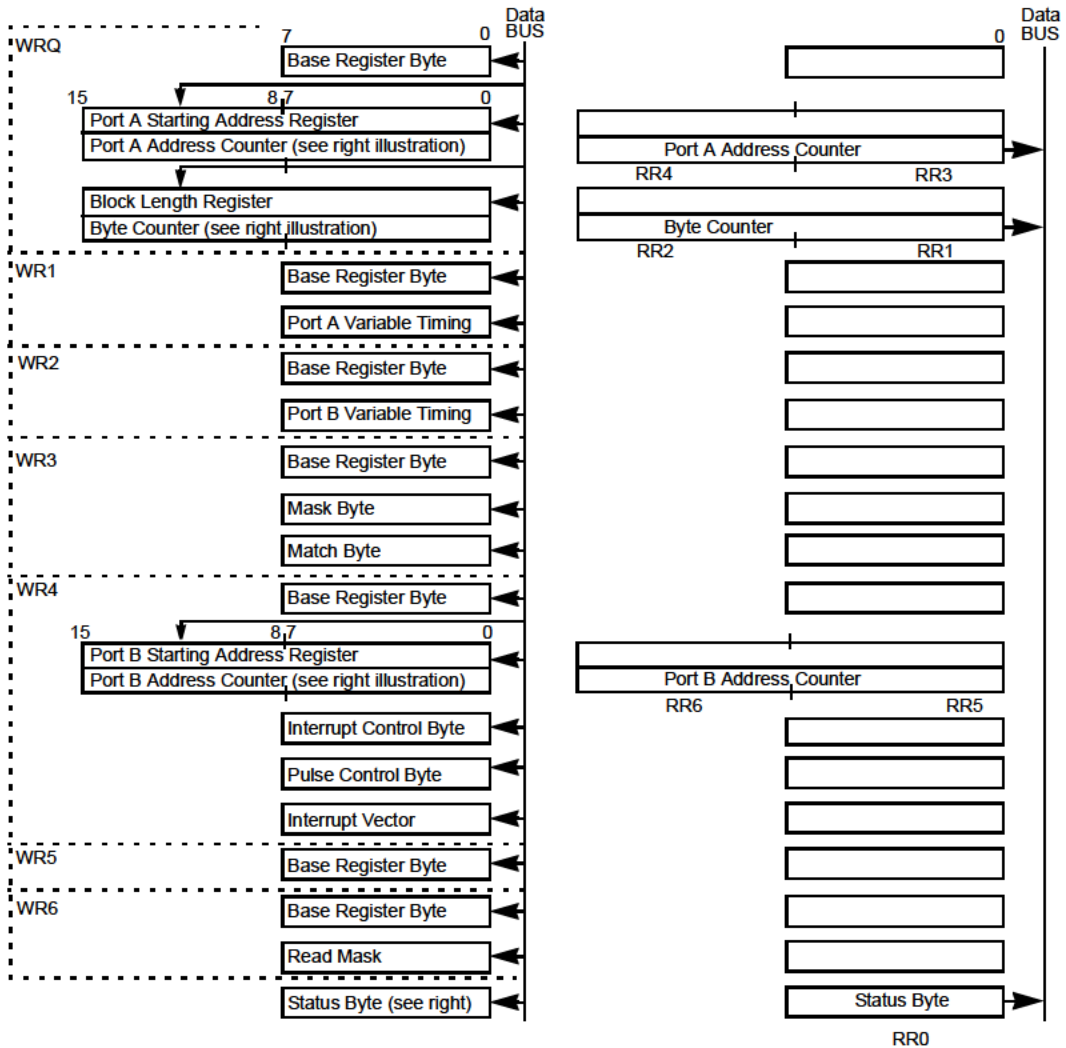 Data
BUS
Data
BUS
WRQ
7 0
0
Base Register Byte
15 8 7 0
Port A Starting Address Register
Port A Address Counter (see right illustration)
Port A Address Counter
RR4 RR3
Block Length Register
Byte Counter (see right illustration)
Byte Counter
RR2 RR1
WR1
Base Register Byte
Port A Variable Timing
WR2
Base Register Byte
Port B Variable Timing
WR3
Base Register Byte
Mask Byte
Match Byte
WR4
Base Register Byte
15 8 7 0
Port B Starting Address Register
Port B Address Counter (see right illustration)
Port B Address Counter
RR6 RR5
Interrupt Control Byte
Pulse Control Byte
Interrupt Vector
WR5
Base Register Byte
WR6
Base Register Byte
Read Mask
Status Byte (see right)
Status Byte
RR0